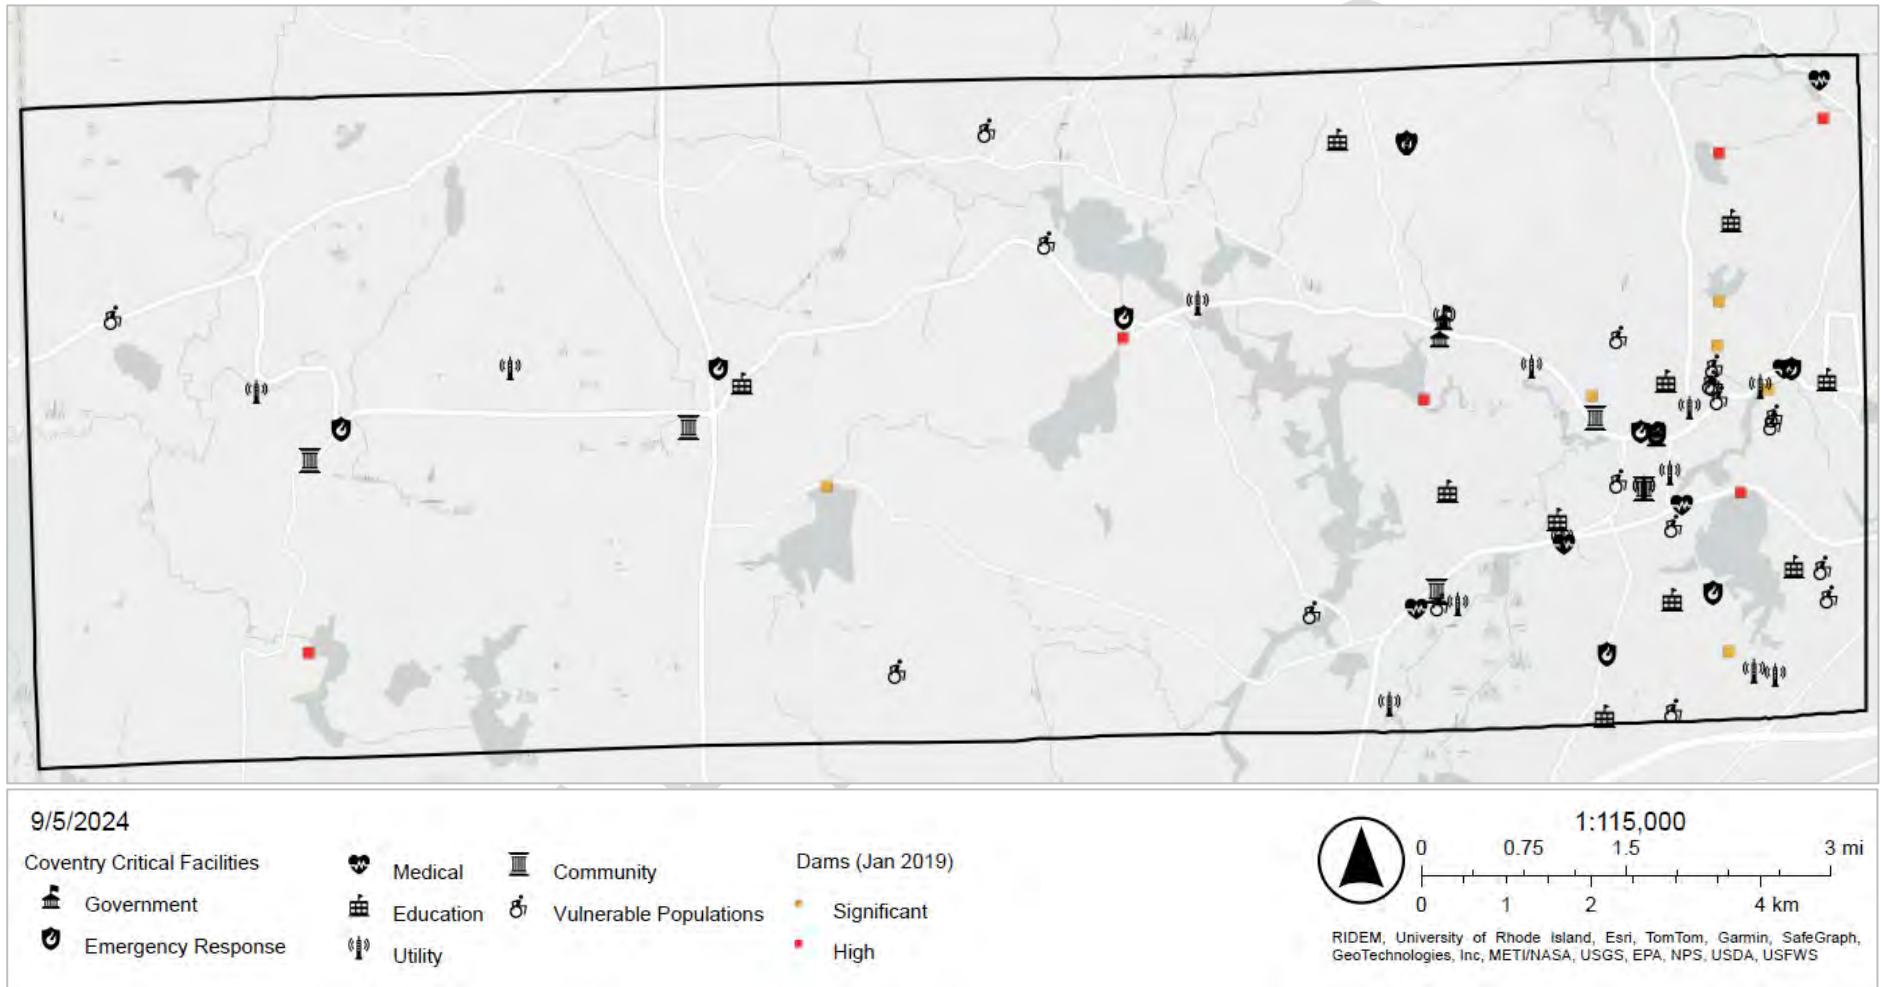 9/5/2024
Coventry Critical Facilities
Government
Emergency Response
Medical
Education
Utility
Community
Vulnerable Populations
Dams (Jan 2019)
Significant
High
1:115,000
0 0.75 1.5 3 mi
0 1 2 4 km
RIDEM, University of Rhode Island, Esri, TomTom, Garmin, SafeGraph,
GeoTechnologies, Inc, METI/NASA, USGS, EPA, NPS, USDA, USFWS